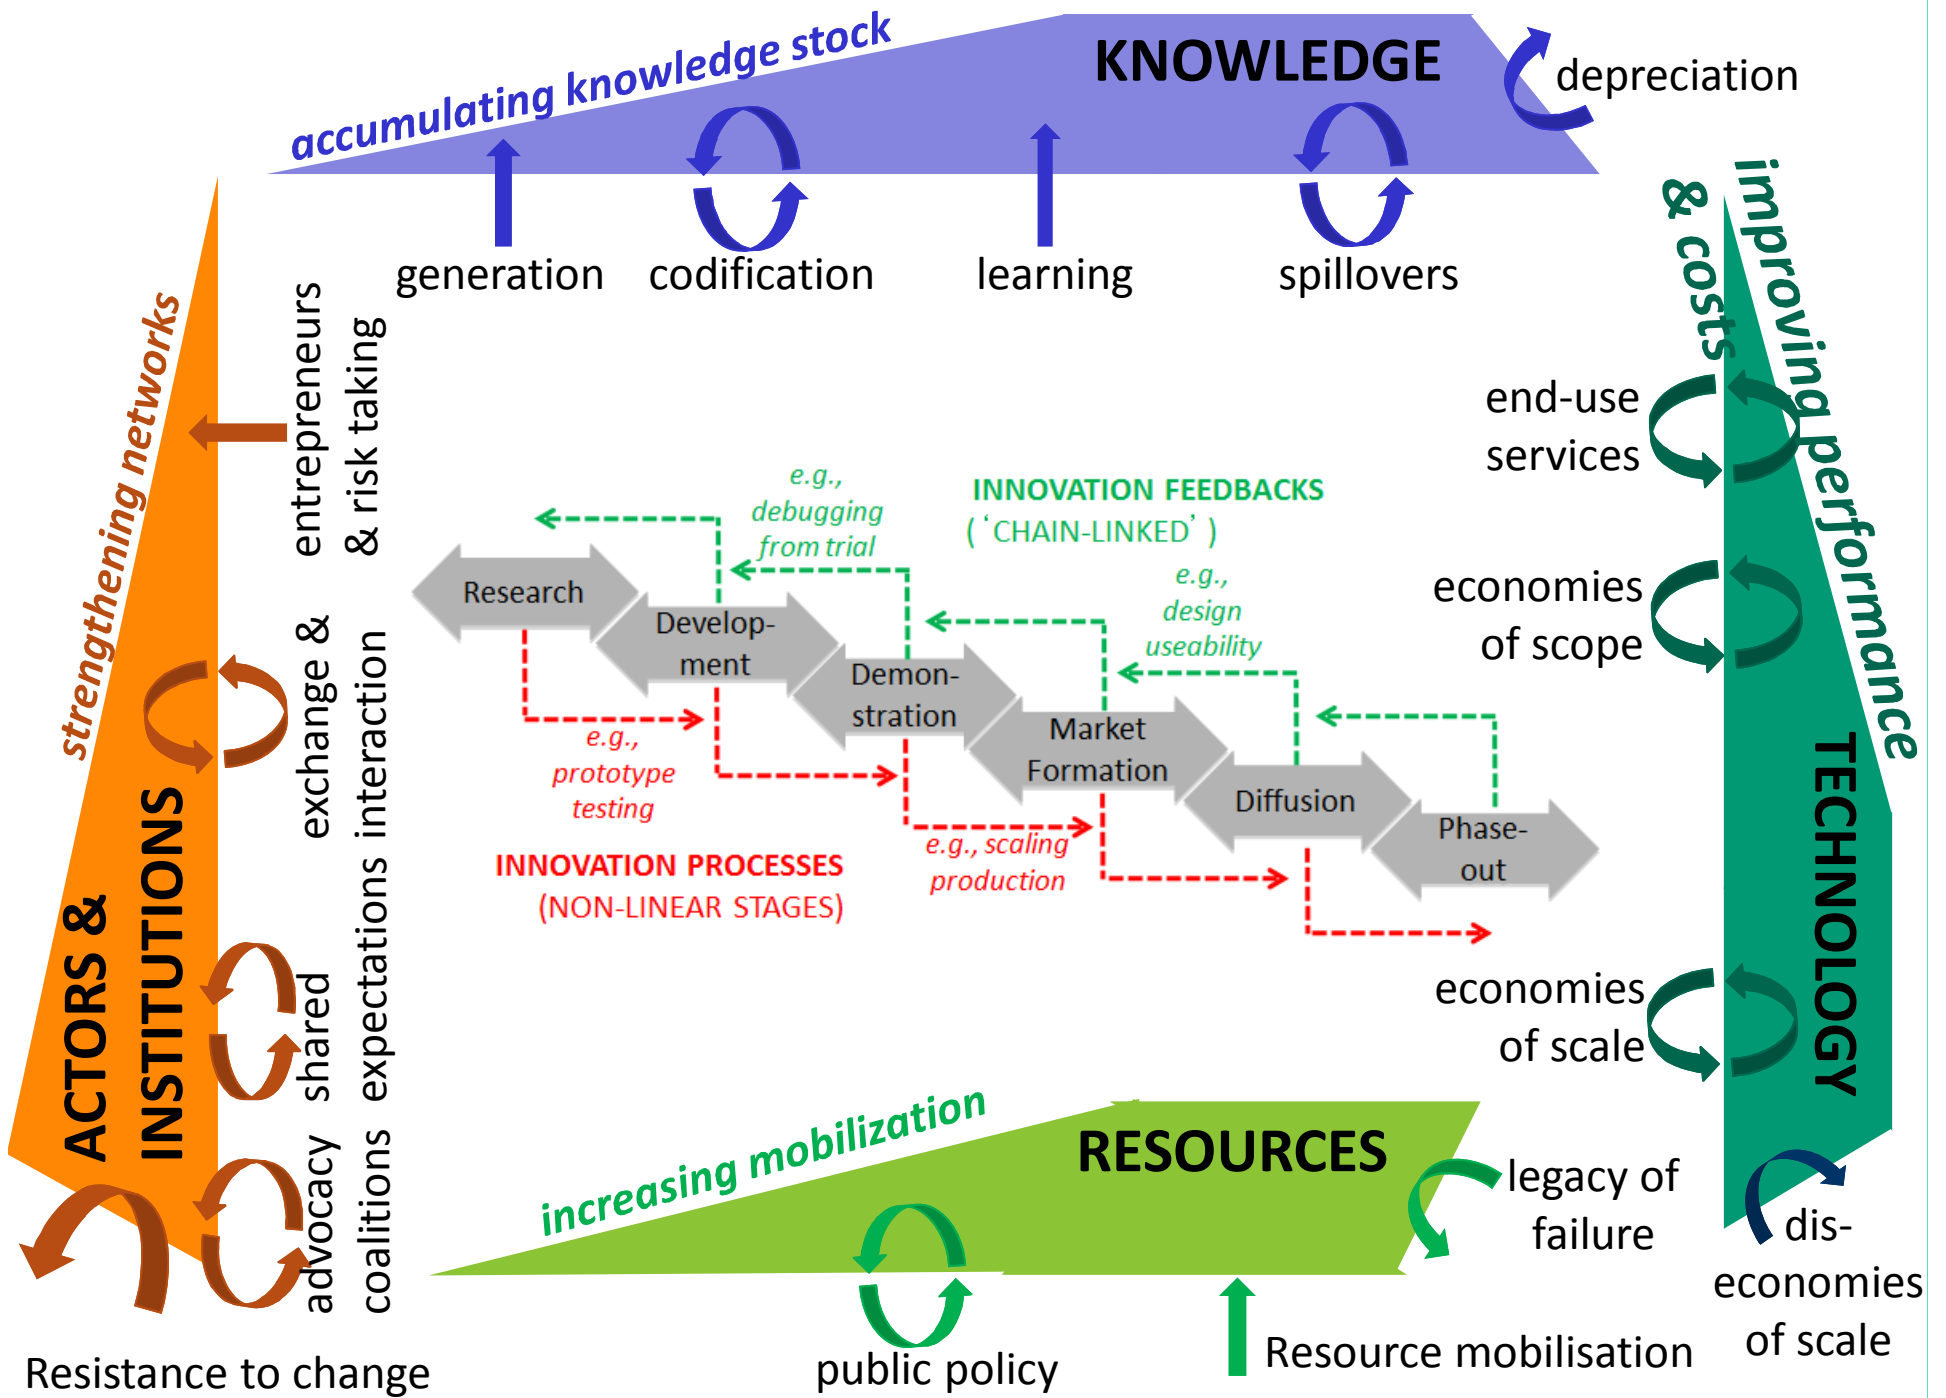 accumulating knowledge stock
KNOWLEDGE
depreciation
generation
codification
learning
spillovers
improving performance
& costs
TECHNOLOGY
end-use
services
economies
of scope
economies
of scale
dis-
economies
of scale
strengthening networks
ACTORS &
INSTITUTIONS
entrepreneurs
& risk taking
exchange &
interaction
shared
expectations
advocacy
coalitions
Resistance to change
INNOVATION FEEDBACKS
( ‘CHAIN-LINKED’ )
e.g.,
debugging
from trial
e.g.,
design
useability
Research
Develop-
ment
Demon-
stration
Market
Formation
Diffusion
Phase-
out
e.g.,
prototype
testing
e.g., scaling
production
INNOVATION PROCESSES
(NON-LINEAR STAGES)
increasing mobilization
RESOURCES
legacy of
failure
public policy
Resource mobilisation